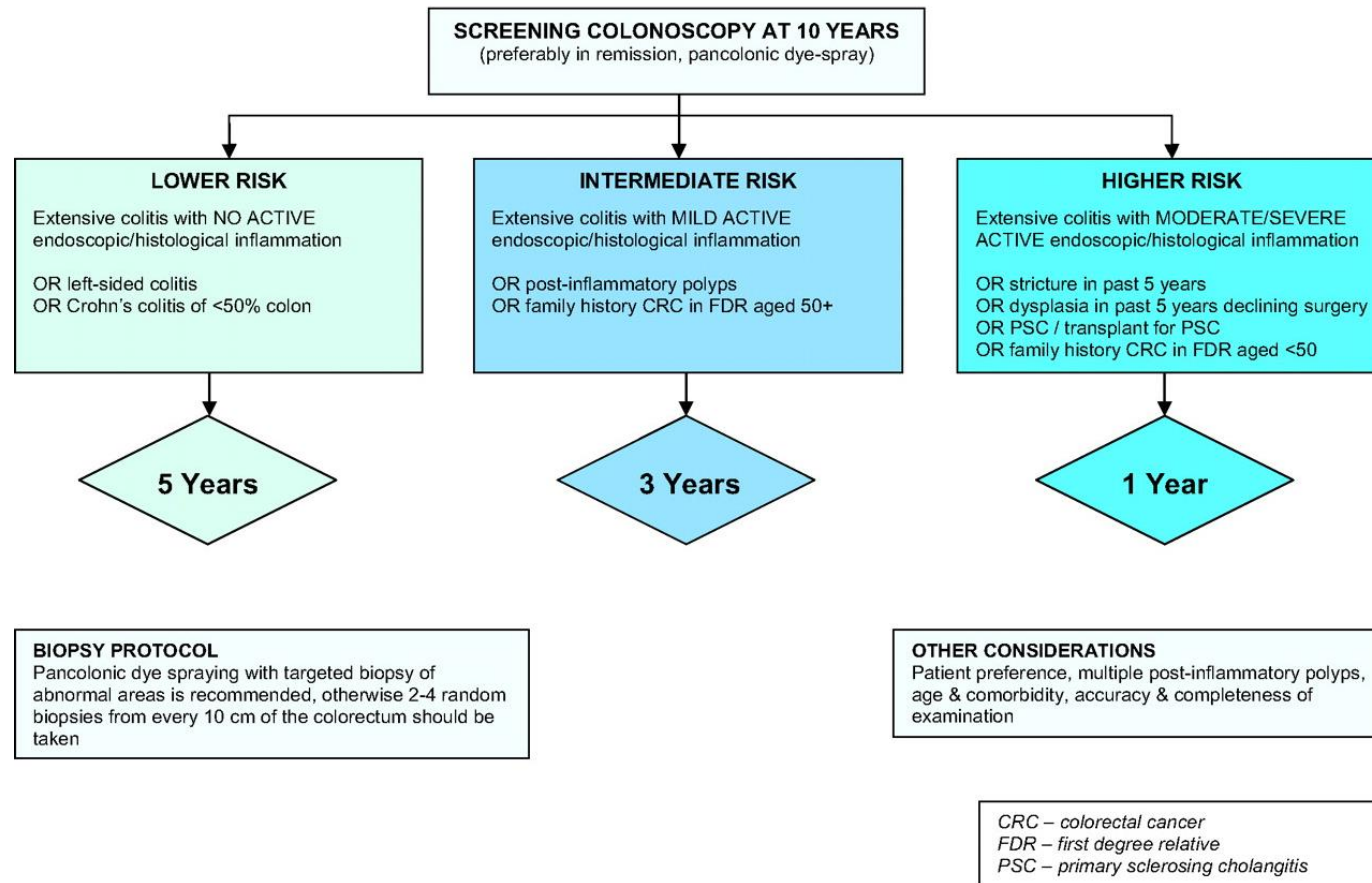 SCREENING COLONOSCOPY AT 10 YEARS
(preferably in remission, pancolonic dye-spray)
LOWER RISK
Extensive colitis with NO ACTIVE
endoscopic/histological inflammation
OR left-sided colitis
OR Crohn's colitis of <50% colon
INTERMEDIATE RISK
Extensive colitis with MILD ACTIVE
endoscopic/histological inflammation
OR post-inflammatory polyps
OR family history CRC in FDR aged 50+
HIGHER RISK
Extensive colitis with MODERATE/SEVERE
ACTIVE endoscopic/histological inflammation
OR stricture in past 5 years
OR dysplasia in past 5 years declining surgery
OR PSC / transplant for PSC
OR family history CRC in FDR aged <50
5 Years
3 Years
1 Year
BIOPSY PROTOCOL
Pancolonic dye spraying with targeted biopsy of
abnormal areas is recommended, otherwise 2-4 random
biopsies from every 10 cm of the colorectum should be
taken
OTHER CONSIDERATIONS
Patient preference, multiple post-inflammatory polyps,
age & comorbidity, accuracy & completeness of
examination
CRC – colorectal cancer
FDR – first degree relative
PSC – primary sclerosing cholangitis